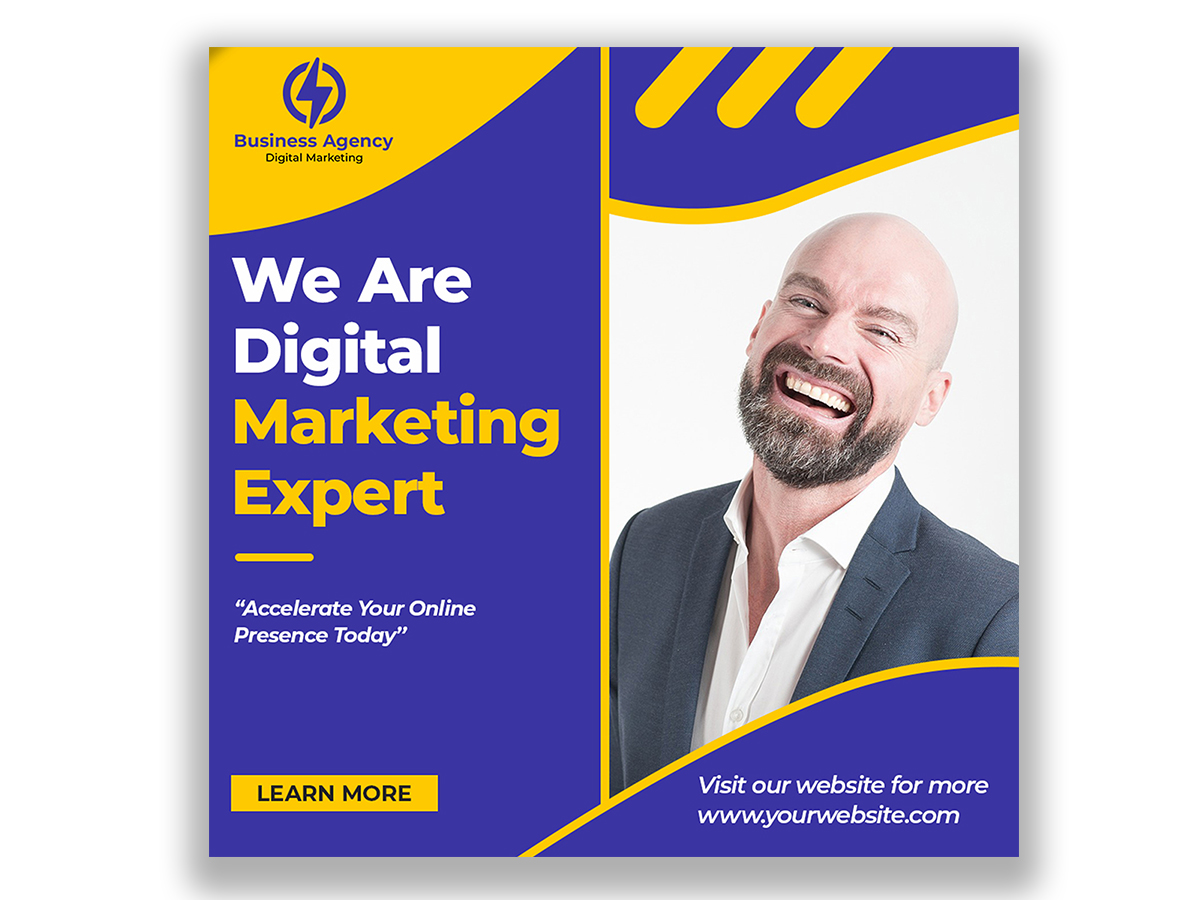 Business Agency
Digital Marketing
We Are
Digital
Marketing
Expert
“Accelerate Your Online
Presence Today”
LEARN MORE
Visit our website for more
www.yourwebsite.com